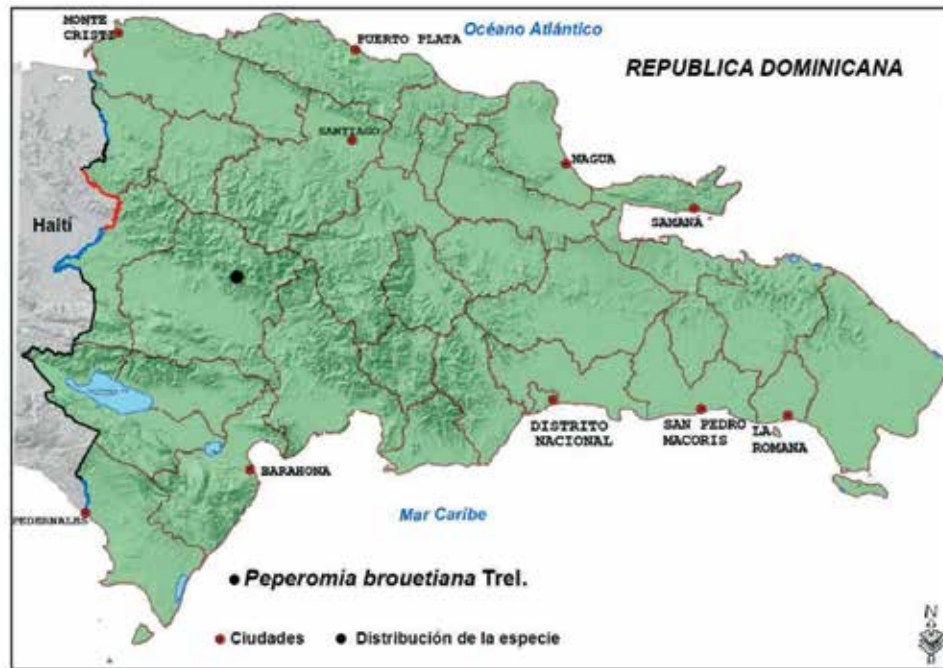 MONTE
CRISTI
PUERTO PLATA
Océano Atlántico
REPUBLICA DOMINICANA
SANTIAGO
NAGUA
SAMANA
Haití
DISTRITO
NACIONAL
SAN PEDRO
MACORIS
LA
ROMANA
BARAHONA
PEDERNALES
Mar Caribe
Peperomia brouetiana Trel.
Ciudades
Distribución de la especie
N